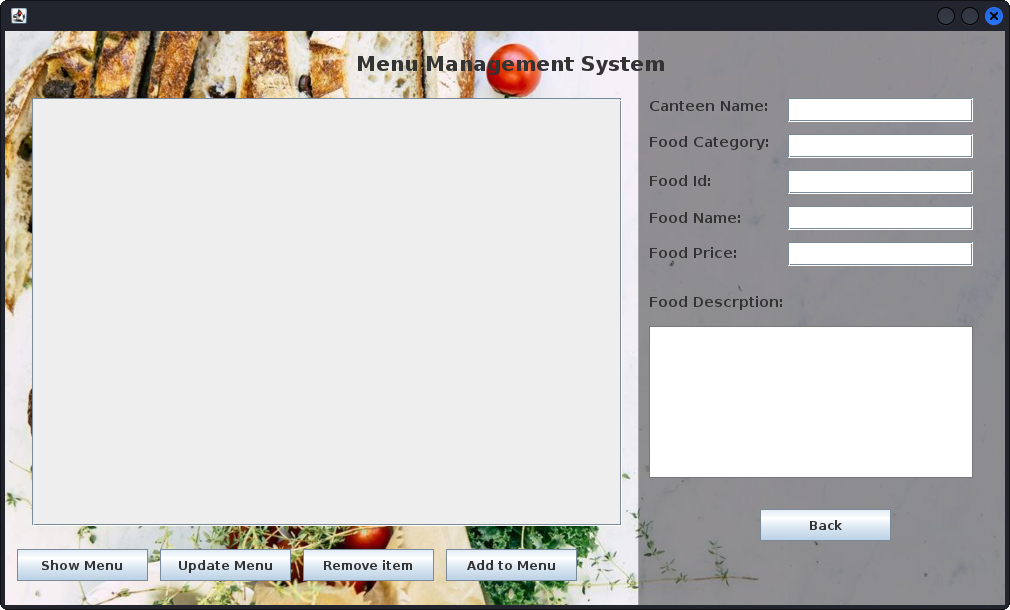 Menu Management System
Canteen Name:
Food Category:
Food Id:
Food Name:
Food Price:
Food Descrption:
Back
Show Menu
Update Menu
Remove item
Add to Menu